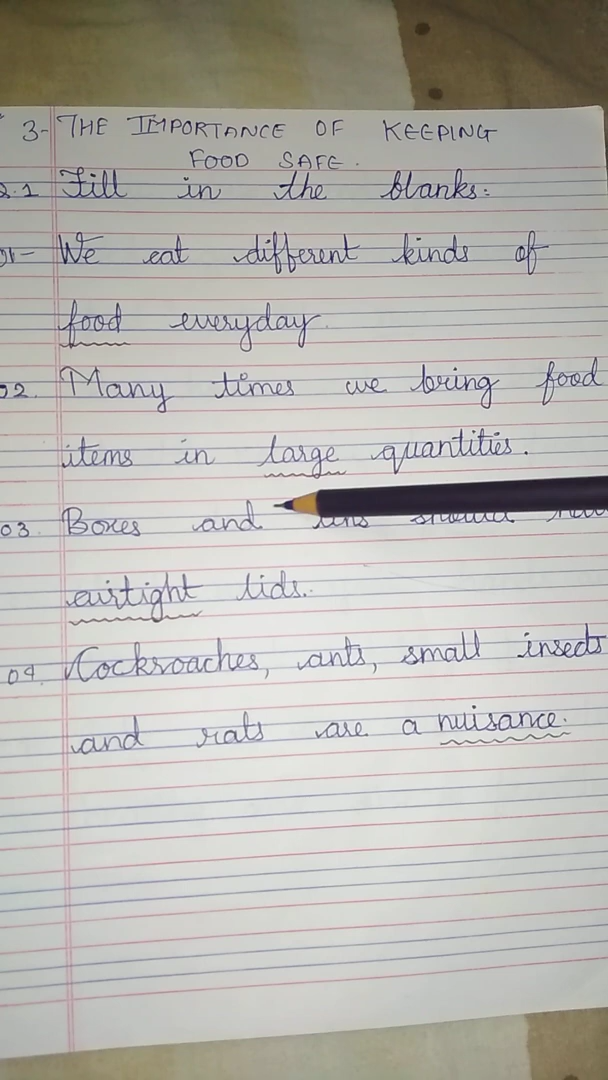 3- THE IMPORTANCE OF KEEPING
FOOD SAFE.
Q.1 Fill in the blanks:
01- We eat different kinds of
food everyday.
02. Many times we bring food
items in large quantities.
03. Boxes and tins should
airtight lids.
04. Cockroaches, ants, small insects
and rats are a nuisance.